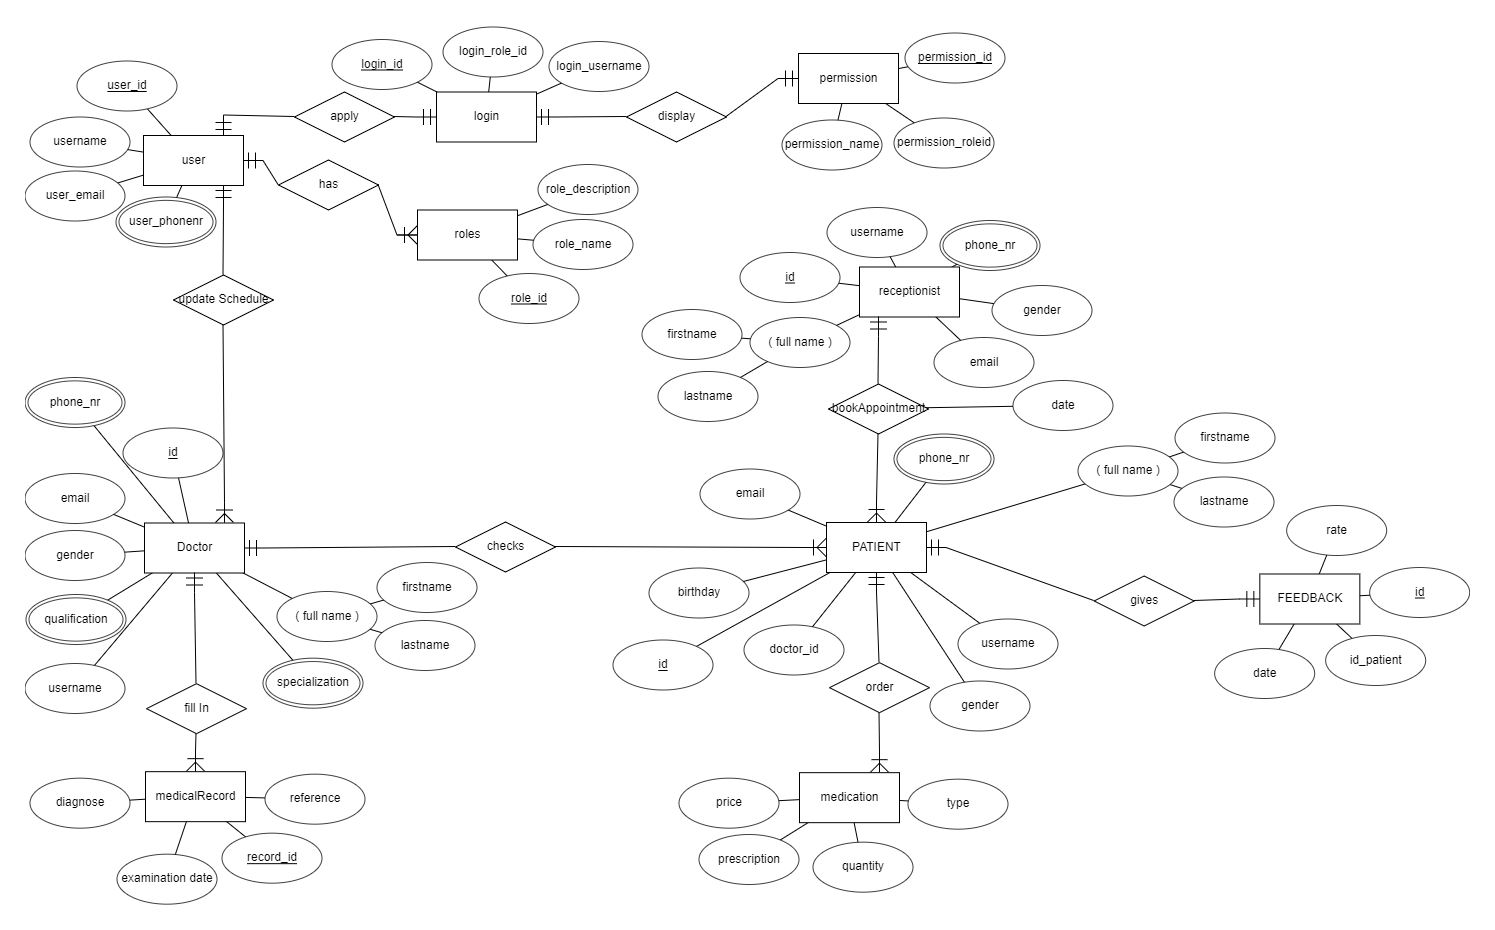 login_role_id
login_id
login_username
permission_id
permission
user_id
apply
login
display
username
user
permission_name
permission_roleid
user_email
has
role_description
user_phonenr
roles
role_name
username
phone_nr
role_id
id
receptionist
update Schedule
gender
firstname
( full name )
email
lastname
bookAppointment
date
phone_nr
id
phone_nr
firstname
( full name )
email
email
lastname
rate
Doctor
checks
PATIENT
gender
firstname
birthday
gives
FEEDBACK
id
qualification
( full name )
lastname
username
doctor_id
id
id_patient
date
username
specialization
order
gender
fill In
medicalRecord
reference
diagnose
price
medication
type
record_id
prescription
quantity
examination date